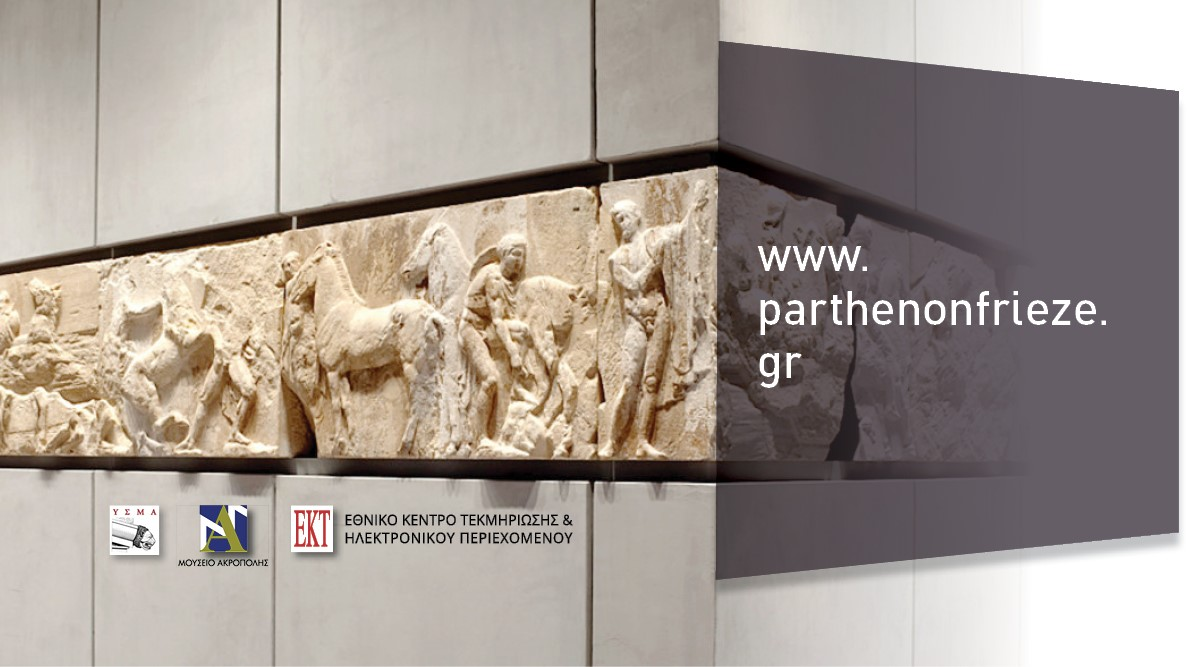 www.
parthenonfrieze.
gr
ΥΣΜΑ
ΜΟΥΣΕΙΟ ΑΚΡΟΠΟΛΗΣ
ΕΚΤ
ΕΘΝΙΚΟ ΚΕΝΤΡΟ ΤΕΚΜΗΡΙΩΣΗΣ &
ΗΛΕΚΤΡΟΝΙΚΟΥ ΠΕΡΙΕΧΟΜΕΝΟΥ